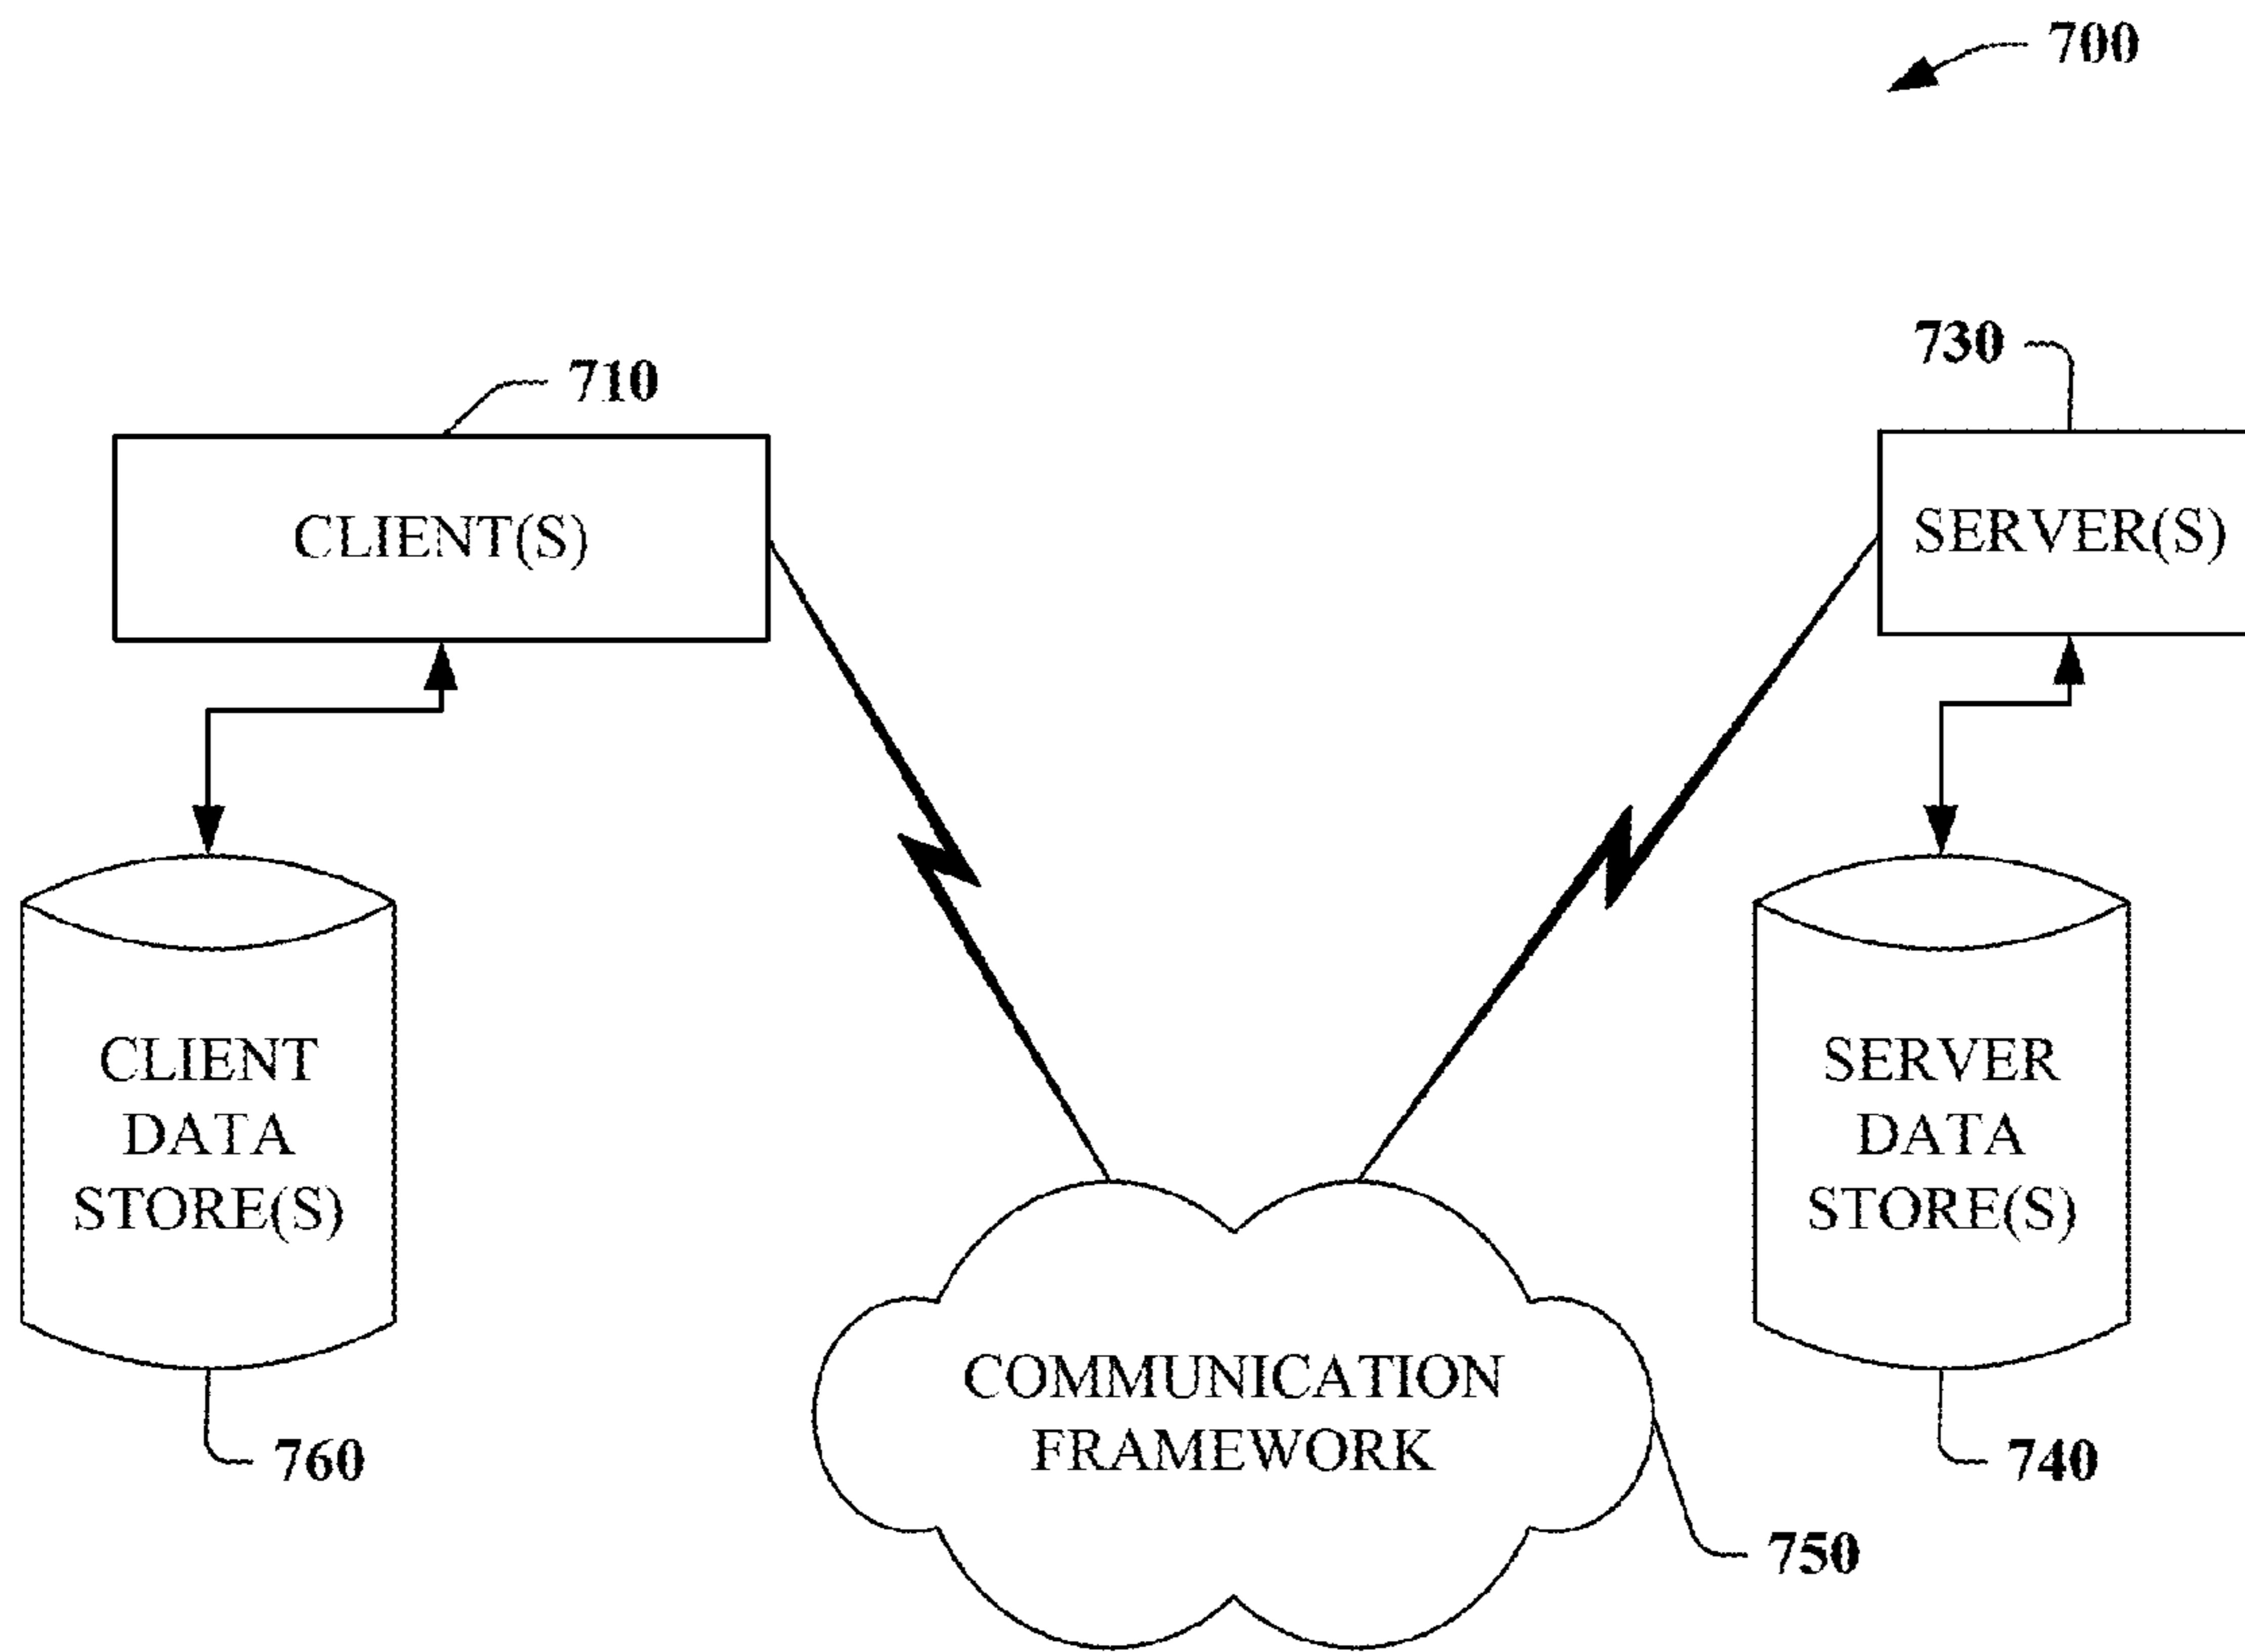 700
730
710
CLIENT(S)
SERVER(S)
CLIENT
DATA
STORE(S)
SERVER
DATA
STORE(S)
COMMUNICATION
FRAMEWORK
760
740
750